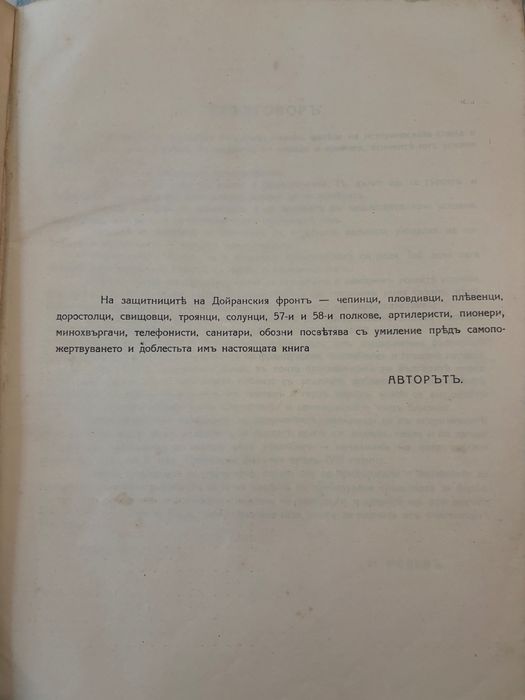 На защитницитѣ на Дойранския фронтъ — чепинци, пловдивци, плѣвенци,
доростолци, свищовци, троянци, солунци, 57-и и 58-и полкове, артилеристи, пионери,
минохвъргачи, телефонисти, санитари, обозни посвѣтява съ умиление прѣдъ самопо-
жертвуването и доблестьта имъ настоящата книга
АВТОРЪТЪ.